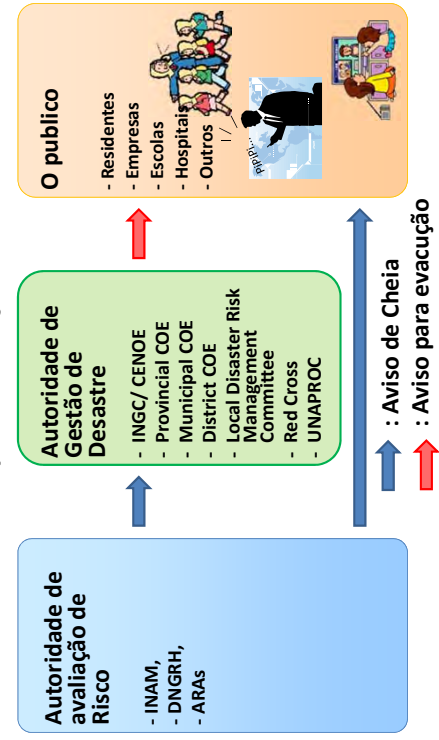 Autoridade de
avaliação de
Risco
- INAM,
- DNGRH,
- ARAs
Autoridade de
Gestão de
Desastre
- INGC/ CENOE
- Provincial COE
- Municipal COE
- District COE
- Local Disaster Risk
Management
Committee
- Red Cross
- UNAPROC
O publico
- Residentes
- Empresas
- Escolas
- Hospitais
- Outros
PiPiPi...
: Aviso de Cheia
: Aviso para evacução